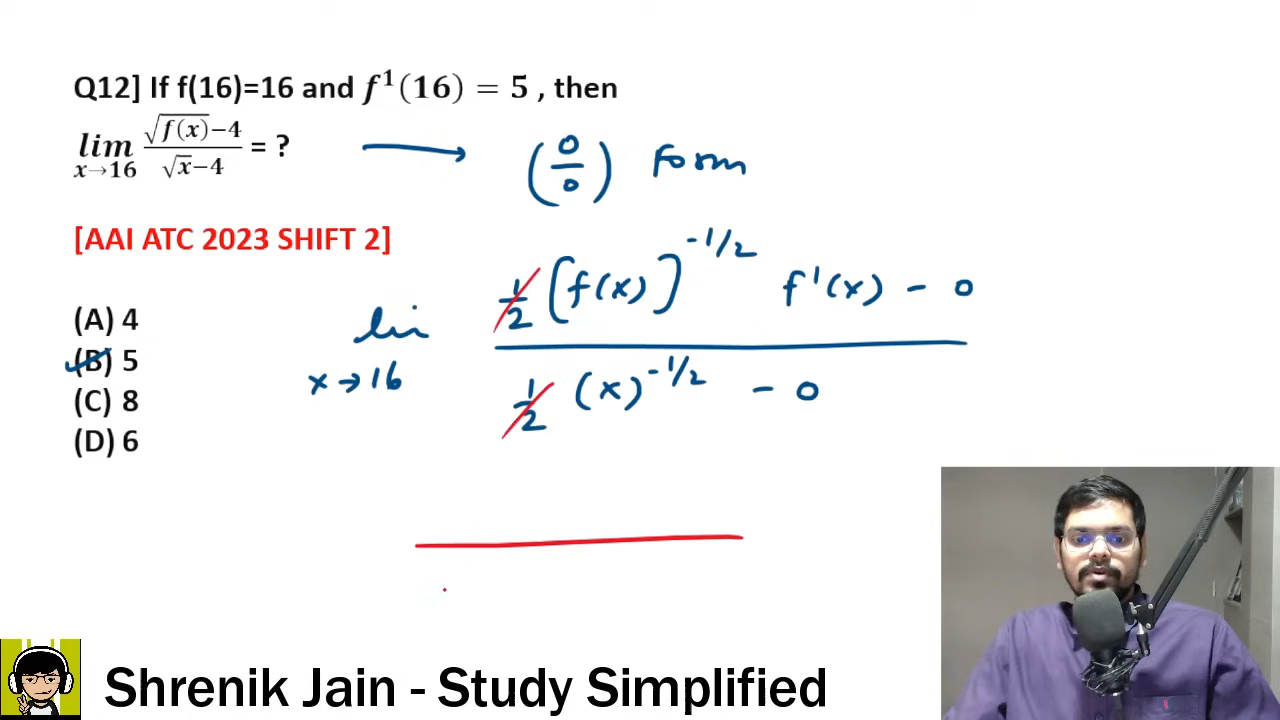 Q12] If f(16)=16 and f¹(16) = 5 , then
lim x→16 (√f(x)−4)/(√x−4) = ?
(0/0) Form
[AAI ATC 2023 SHIFT 2]
lim x→16 (1/2 [f(x)]^(-1/2) f'(x) - 0)/(1/2 (x)^(-1/2) - 0)
(A) 4
(B) 5
(C) 8
(D) 6
Shrenik Jain - Study Simplified